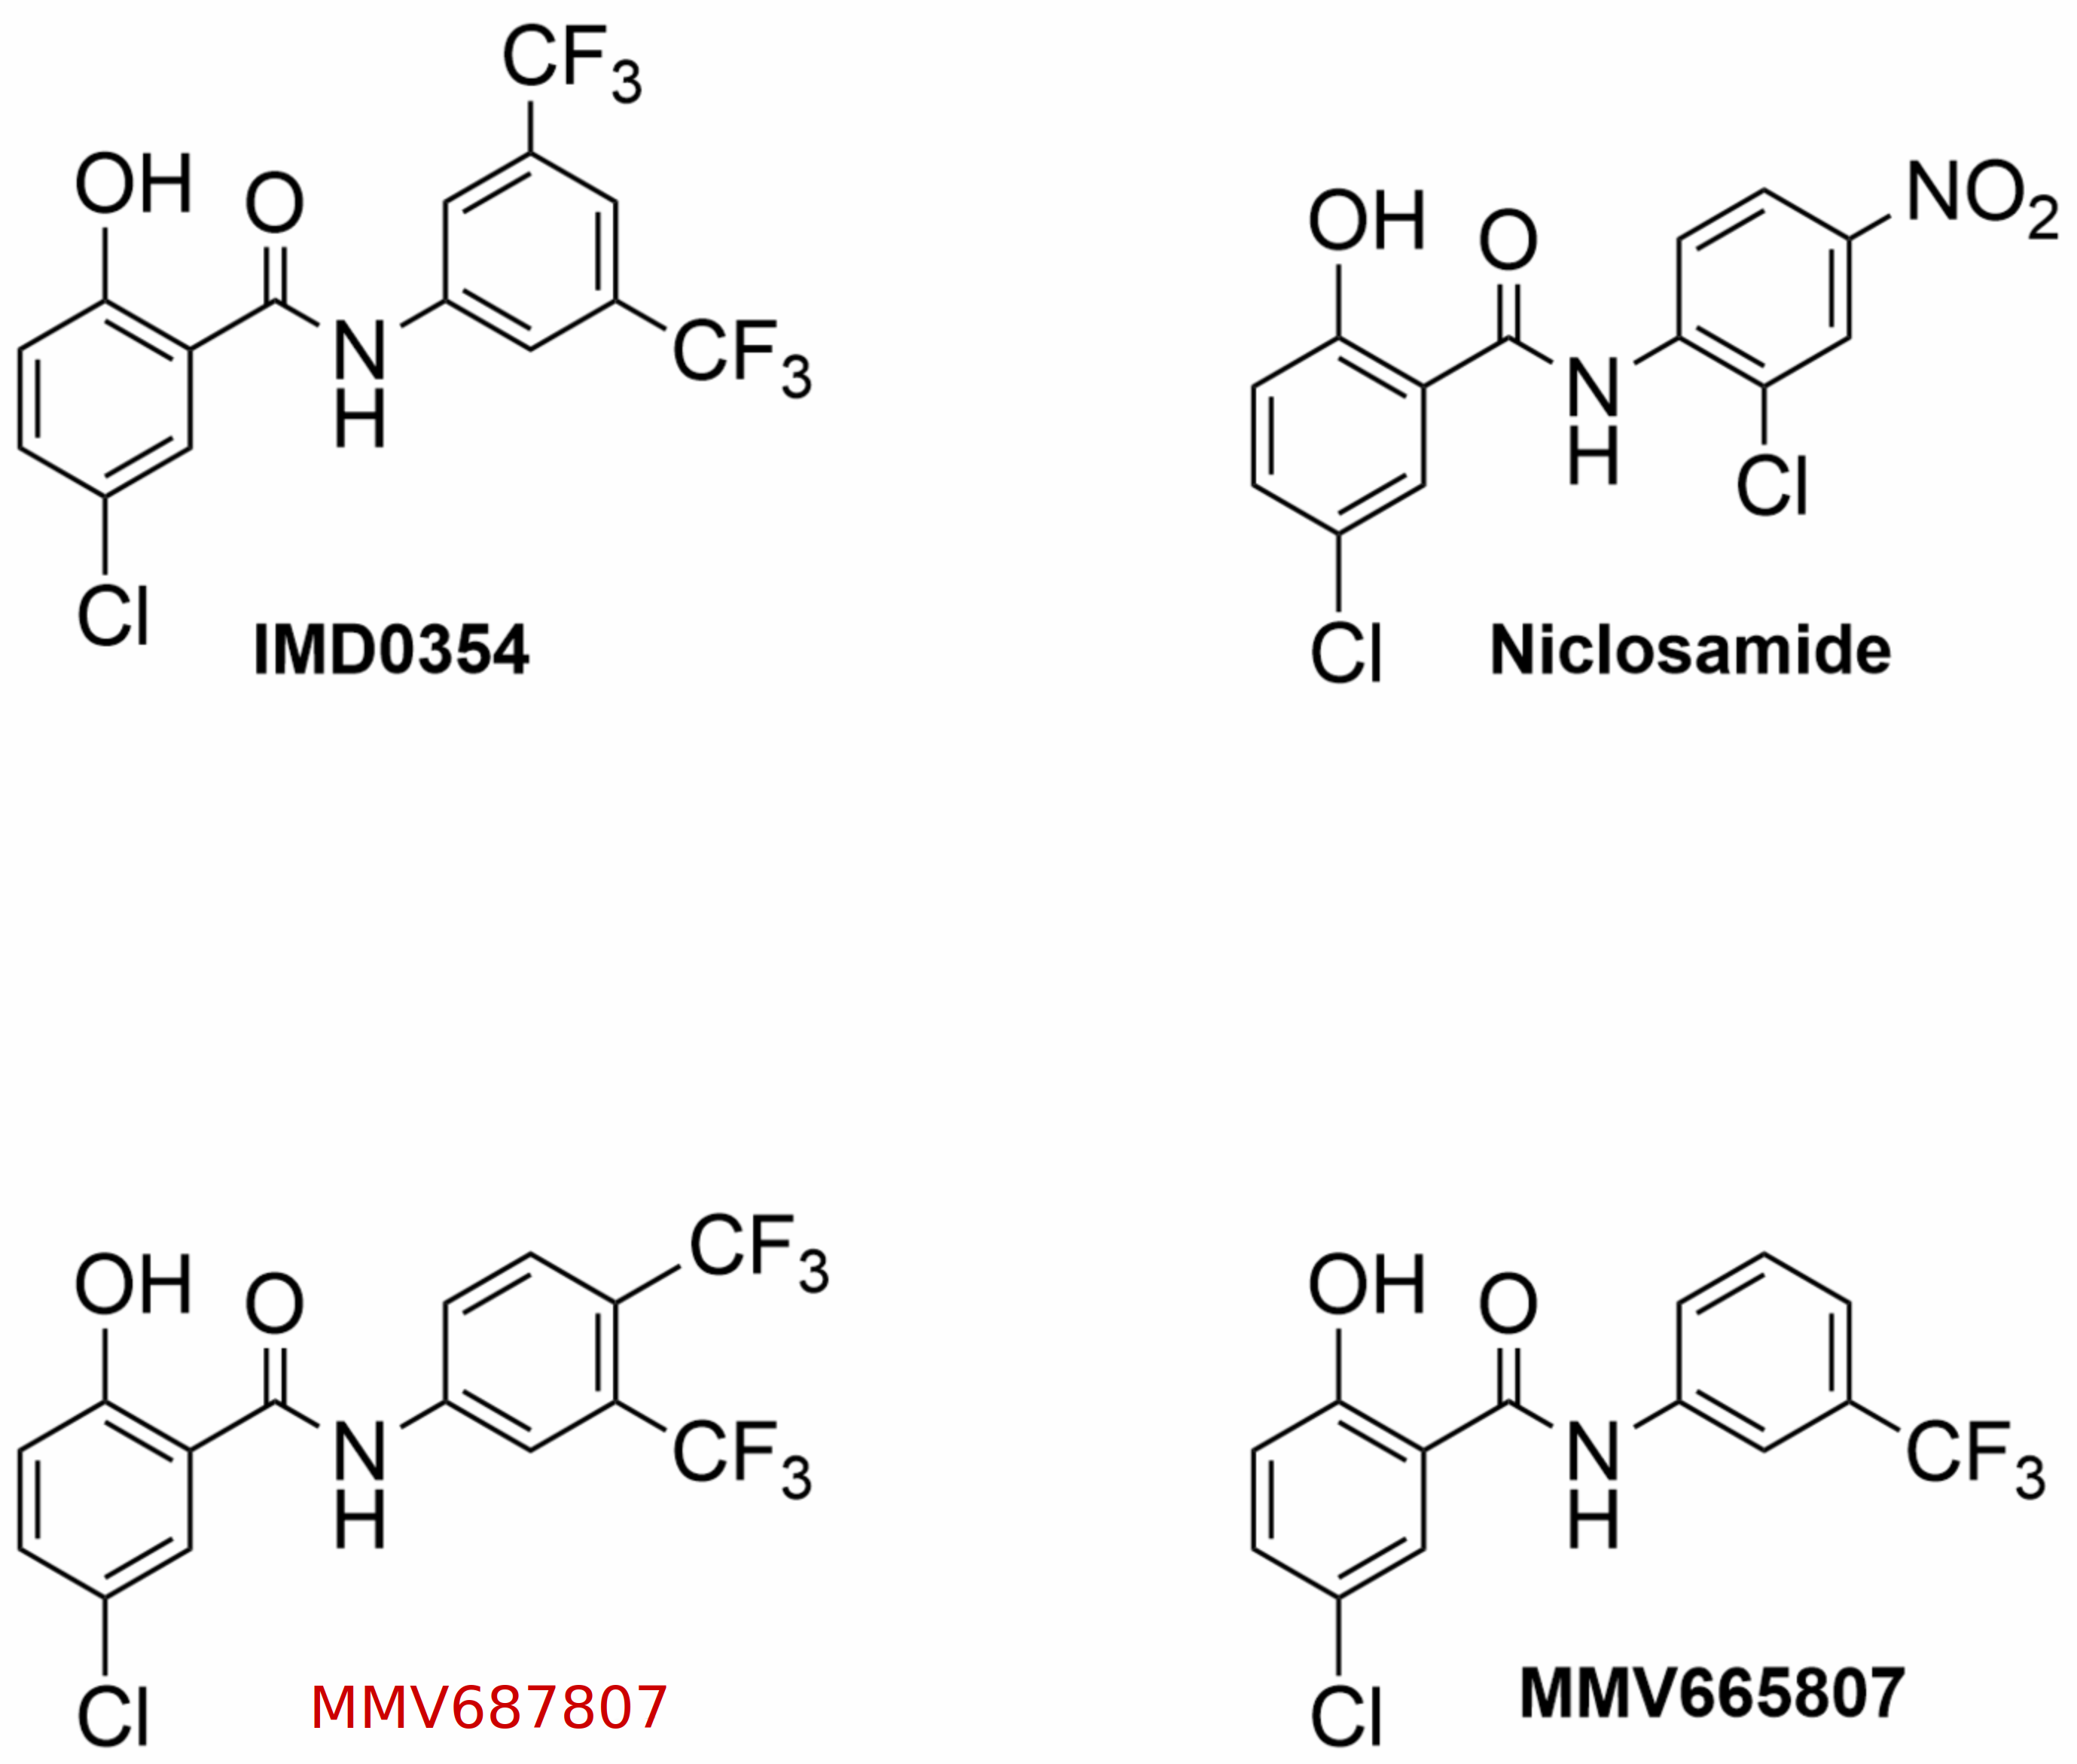 CF3
OH
O
N
H
CF3
Cl
IMD0354
OH
O
NO2
N
H
Cl
Cl
Niclosamide
OH
O
CF3
N
H
CF3
Cl
MMV687807
OH
O
N
H
CF3
Cl
MMV665807